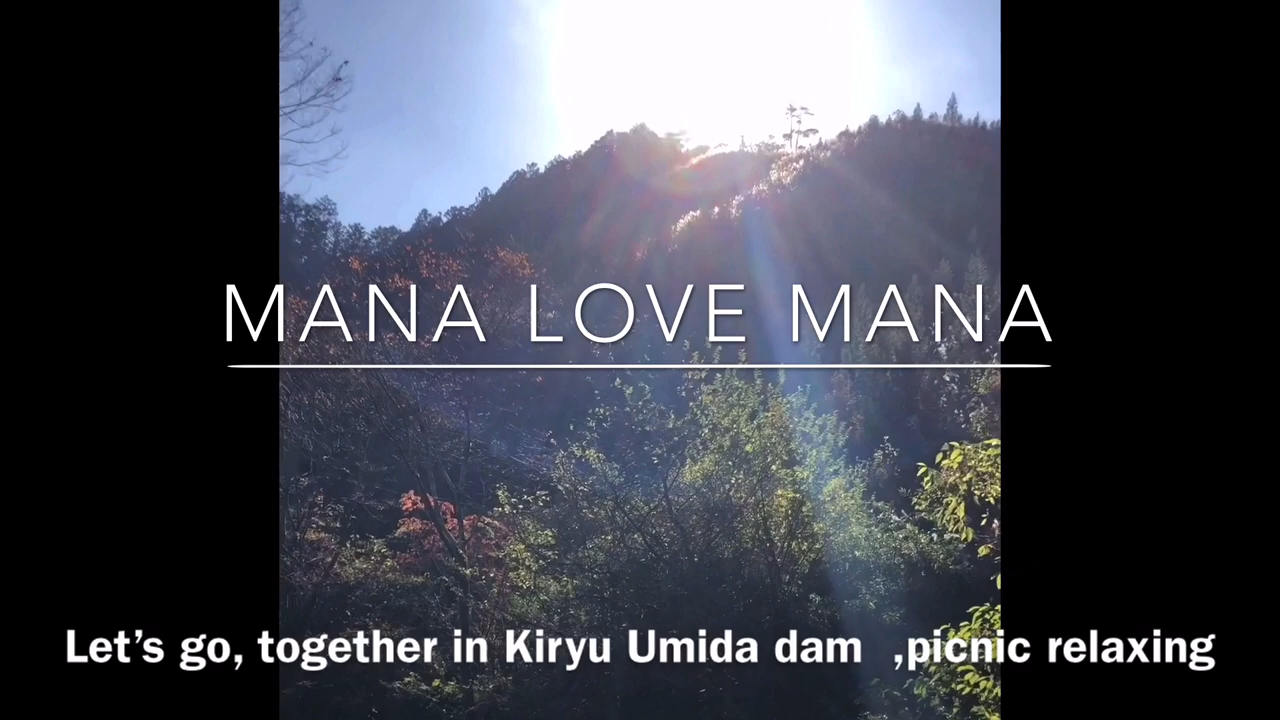 MANA LOVE MANA
Let’s go, together in Kiryu Umida dam ,picnic relaxing